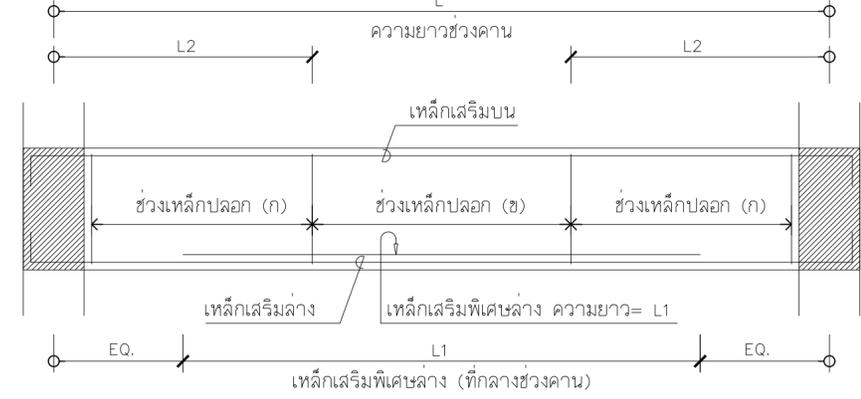 L
ความยาวช่วงคาน
L2 L2
เหล็กเสริมบน
ช่วงเหล็กปลอก (ก) ช่วงเหล็กปลอก (ข) ช่วงเหล็กปลอก (ก)
เหล็กเสริมล่าง เหล็กเสริมพิเศษล่าง ความยาว= L1
EQ. L1 EQ.
เหล็กเสริมพิเศษล่าง (ที่กลางช่วงคาน)